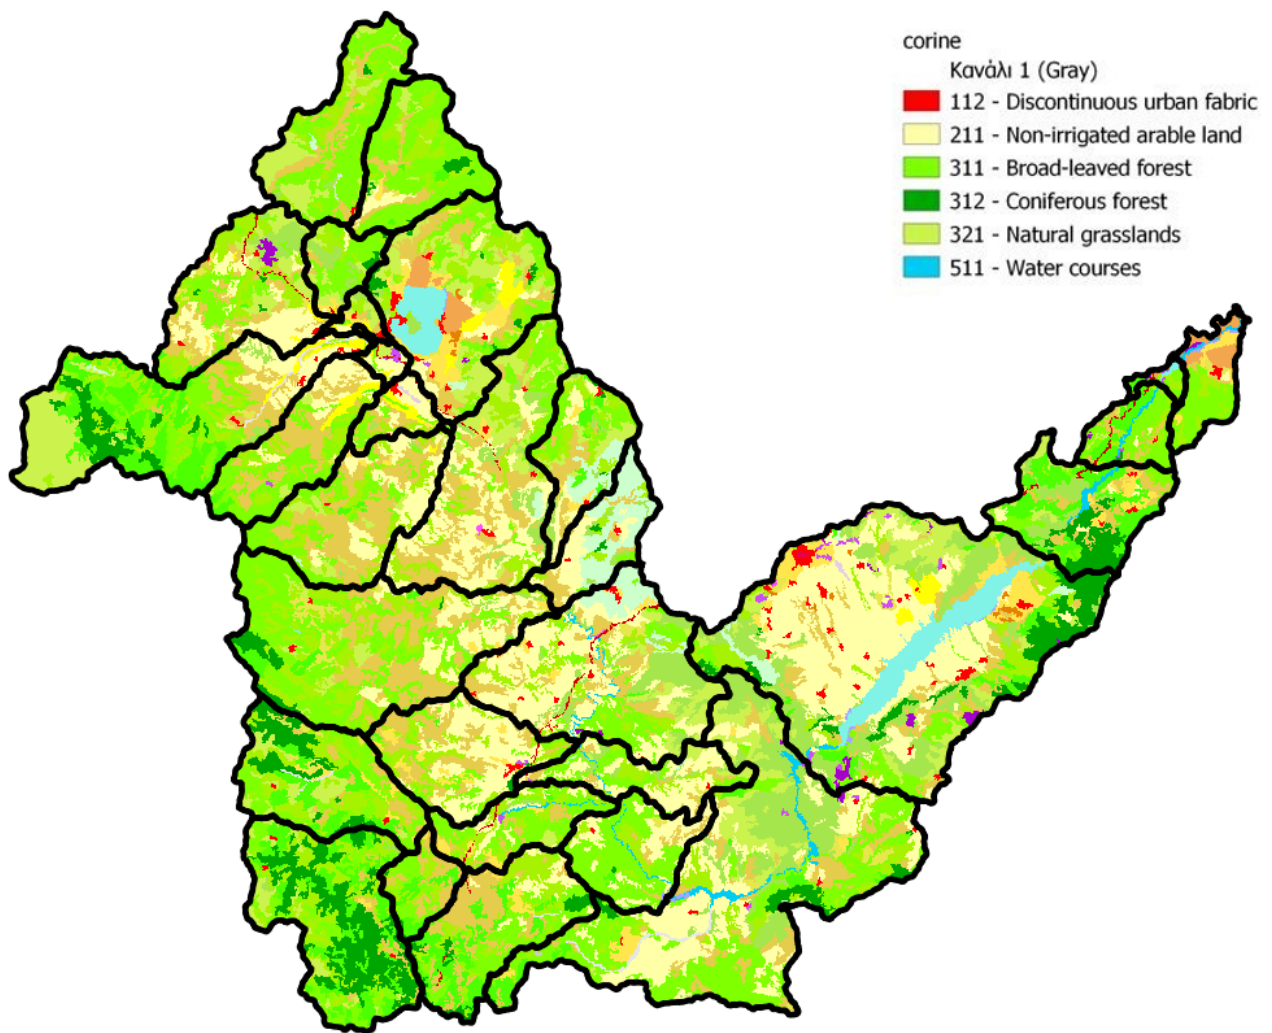 corine
Κανάλι 1 (Gray)
112 - Discontinuous urban fabric
211 - Non-irrigated arable land
311 - Broad-leaved forest
312 - Coniferous forest
321 - Natural grasslands
511 - Water courses